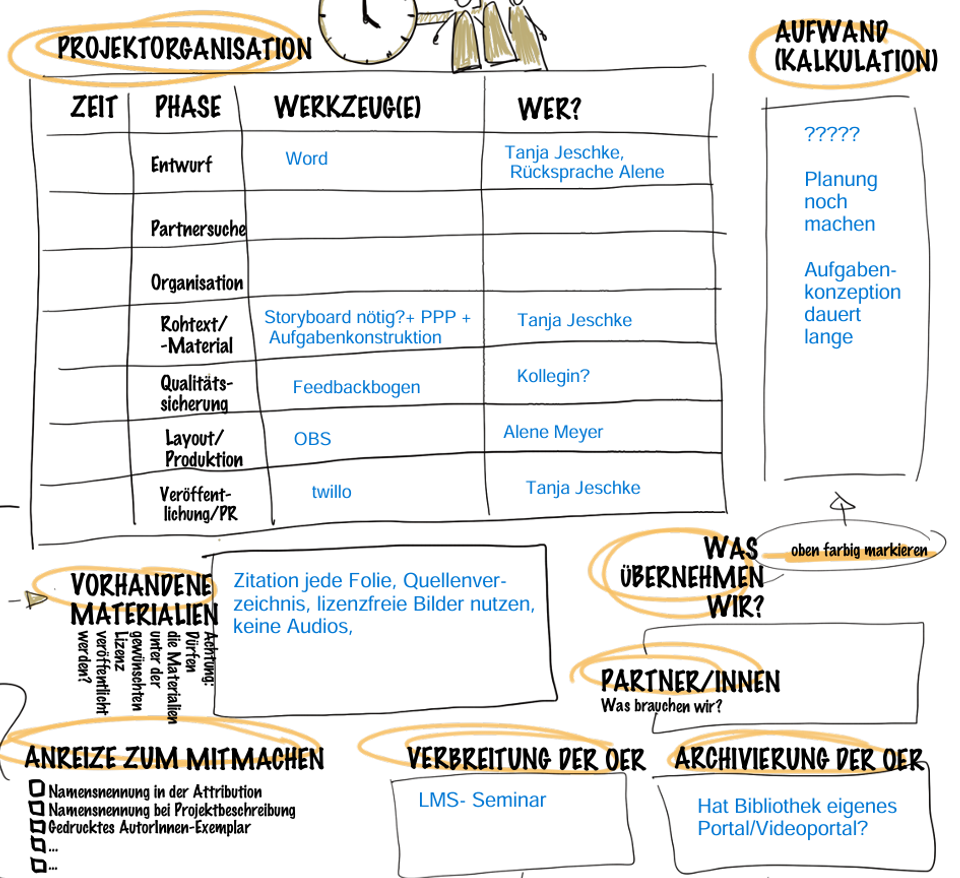 PROJEKTORGANISATION
AUFWAND
(KALKULATION)
ZEIT PHASE WERKZEUG(E) WER?
Entwurf
Word
Tanja Jeschke,
Rücksprache Alene
Partnersuche
Organisation
Rohtext/
-Material
Storyboard nötig?+ PPP +
Aufgabenkonstruktion
Tanja Jeschke
Qualitäts-
sicherung
Feedbackbogen
Kollegin?
Layout/
Produktion
OBS
Alene Meyer
Veröffent-
lichung/PR
twillo
Tanja Jeschke
?????
Planung
noch
machen
Aufgaben-
konzeption
dauert
lange
oben farbig markieren
WAS
ÜBERNEHMEN
WIR?
VORHANDENE
MATERIALIEN
Achtung:
Dürfen
die Materialien
unter der
gewünschten
Lizenz
veröffentlicht
werden?
Zitation jede Folie, Quellenver-
zeichnis, lizenzfreie Bilder nutzen,
keine Audios,
PARTNER/INNEN
Was brauchen wir?
ANREIZE ZUM MITMACHEN
Namensnennung in der Attribution
Namensnennung bei Projektbeschreibung
Gedrucktes AutorInnen-Exemplar
...
...
VERBREITUNG DER OER
LMS- Seminar
ARCHIVIERUNG DER OER
Hat Bibliothek eigenes
Portal/Videoportal?